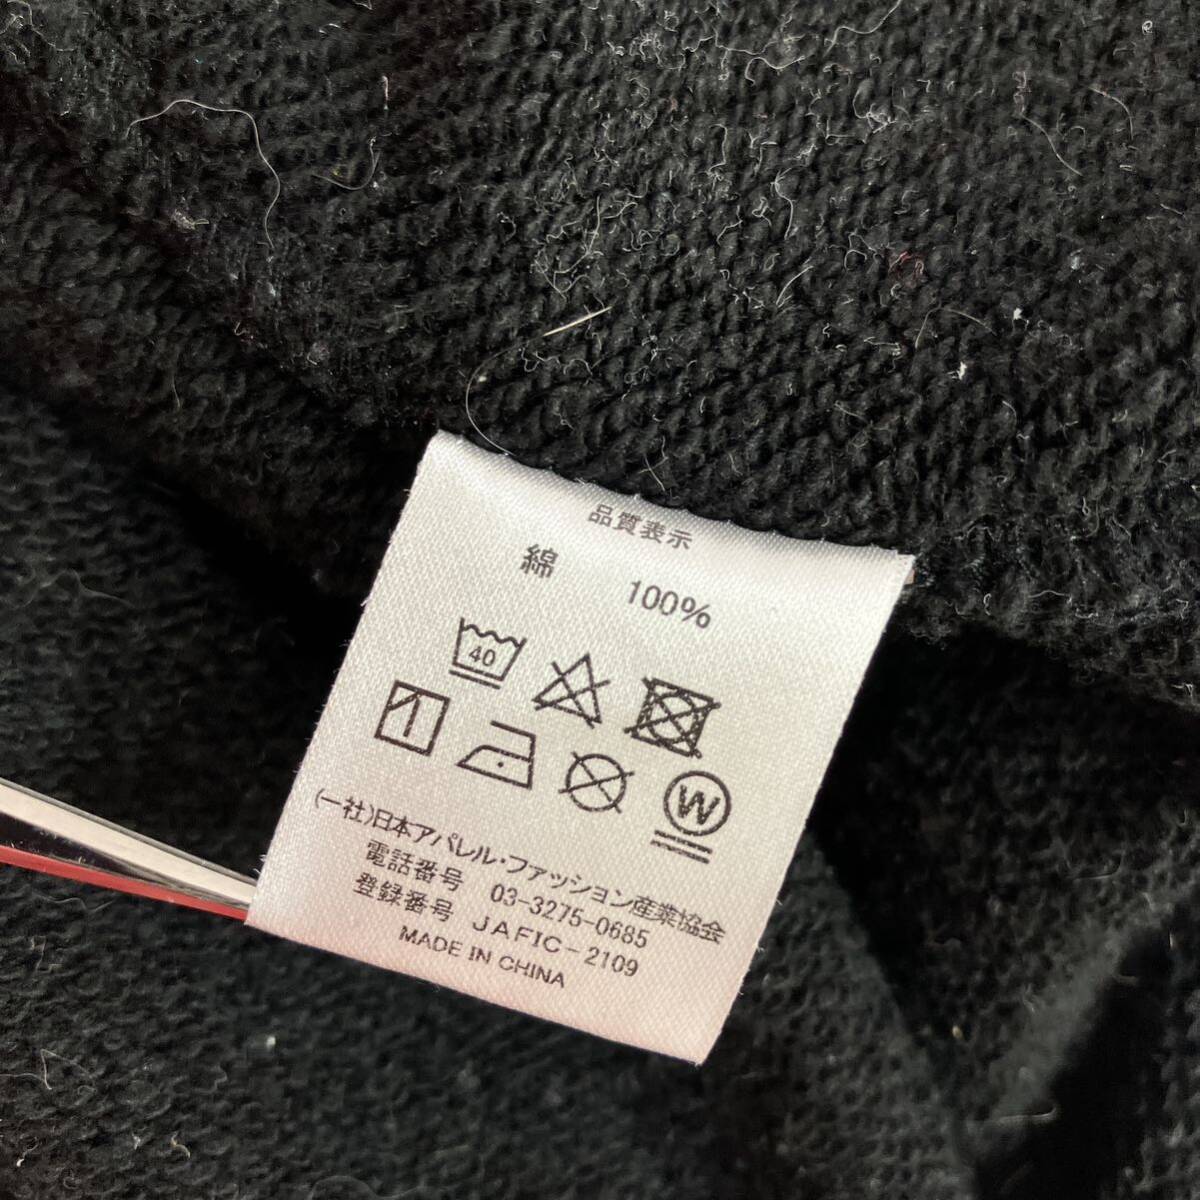 品質表示
綿 100%
40
W
(一社)日本アパレル・ファッション産業協会
電話番号 03-3275-0685
登録番号 JAFIC-2109
MADE IN CHINA